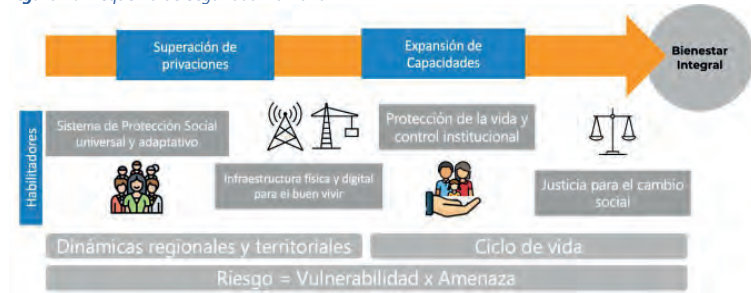 Superación de
privaciones
Expansión de
Capacidades
Bienestar
Integral
Habilitadores
Sistema de Protección Social
universal y adaptativo
Infraestructura física y digital
para el buen vivir
Protección de la vida y
control institucional
Justicia para el cambio
social
Dinámicas regionales y territoriales
Ciclo de vida
Riesgo = Vulnerabilidad x Amenaza